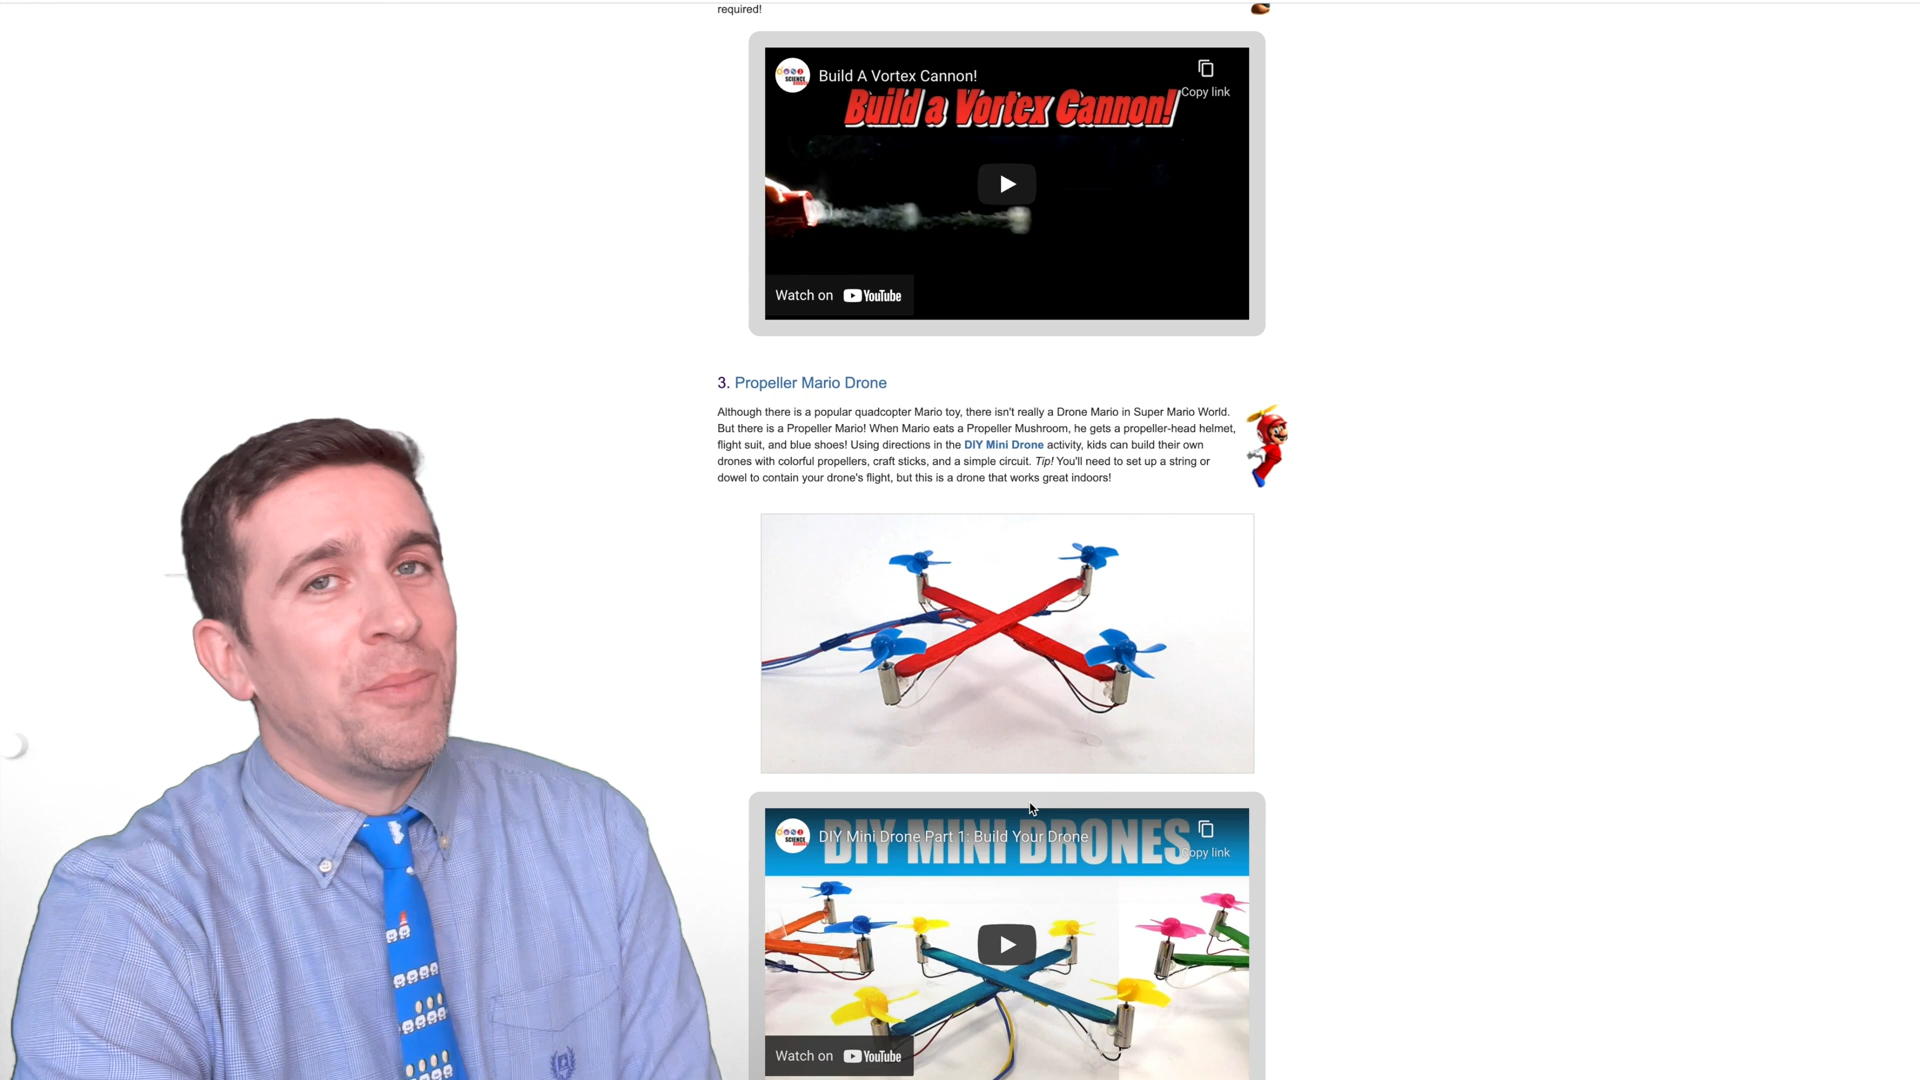 required!
SCIENCE
Build A Vortex Cannon!
Copy link
Build a Vortex Cannon!
Watch on YouTube
3. Propeller Mario Drone
Although there is a popular quadcopter Mario toy, there isn't really a Drone Mario in Super Mario World.
But there is a Propeller Mario! When Mario eats a Propeller Mushroom, he gets a propeller-head helmet,
flight suit, and blue shoes! Using directions in the DIY Mini Drone activity, kids can build their own
drones with colorful propellers, craft sticks, and a simple circuit. Tip! You'll need to set up a string or
dowel to contain your drone's flight, but this is a drone that works great indoors!
SCIENCE
DIY Mini Drone Part 1: Build Your Drone
DIY MINI DRONES
Copy link
Watch on YouTube